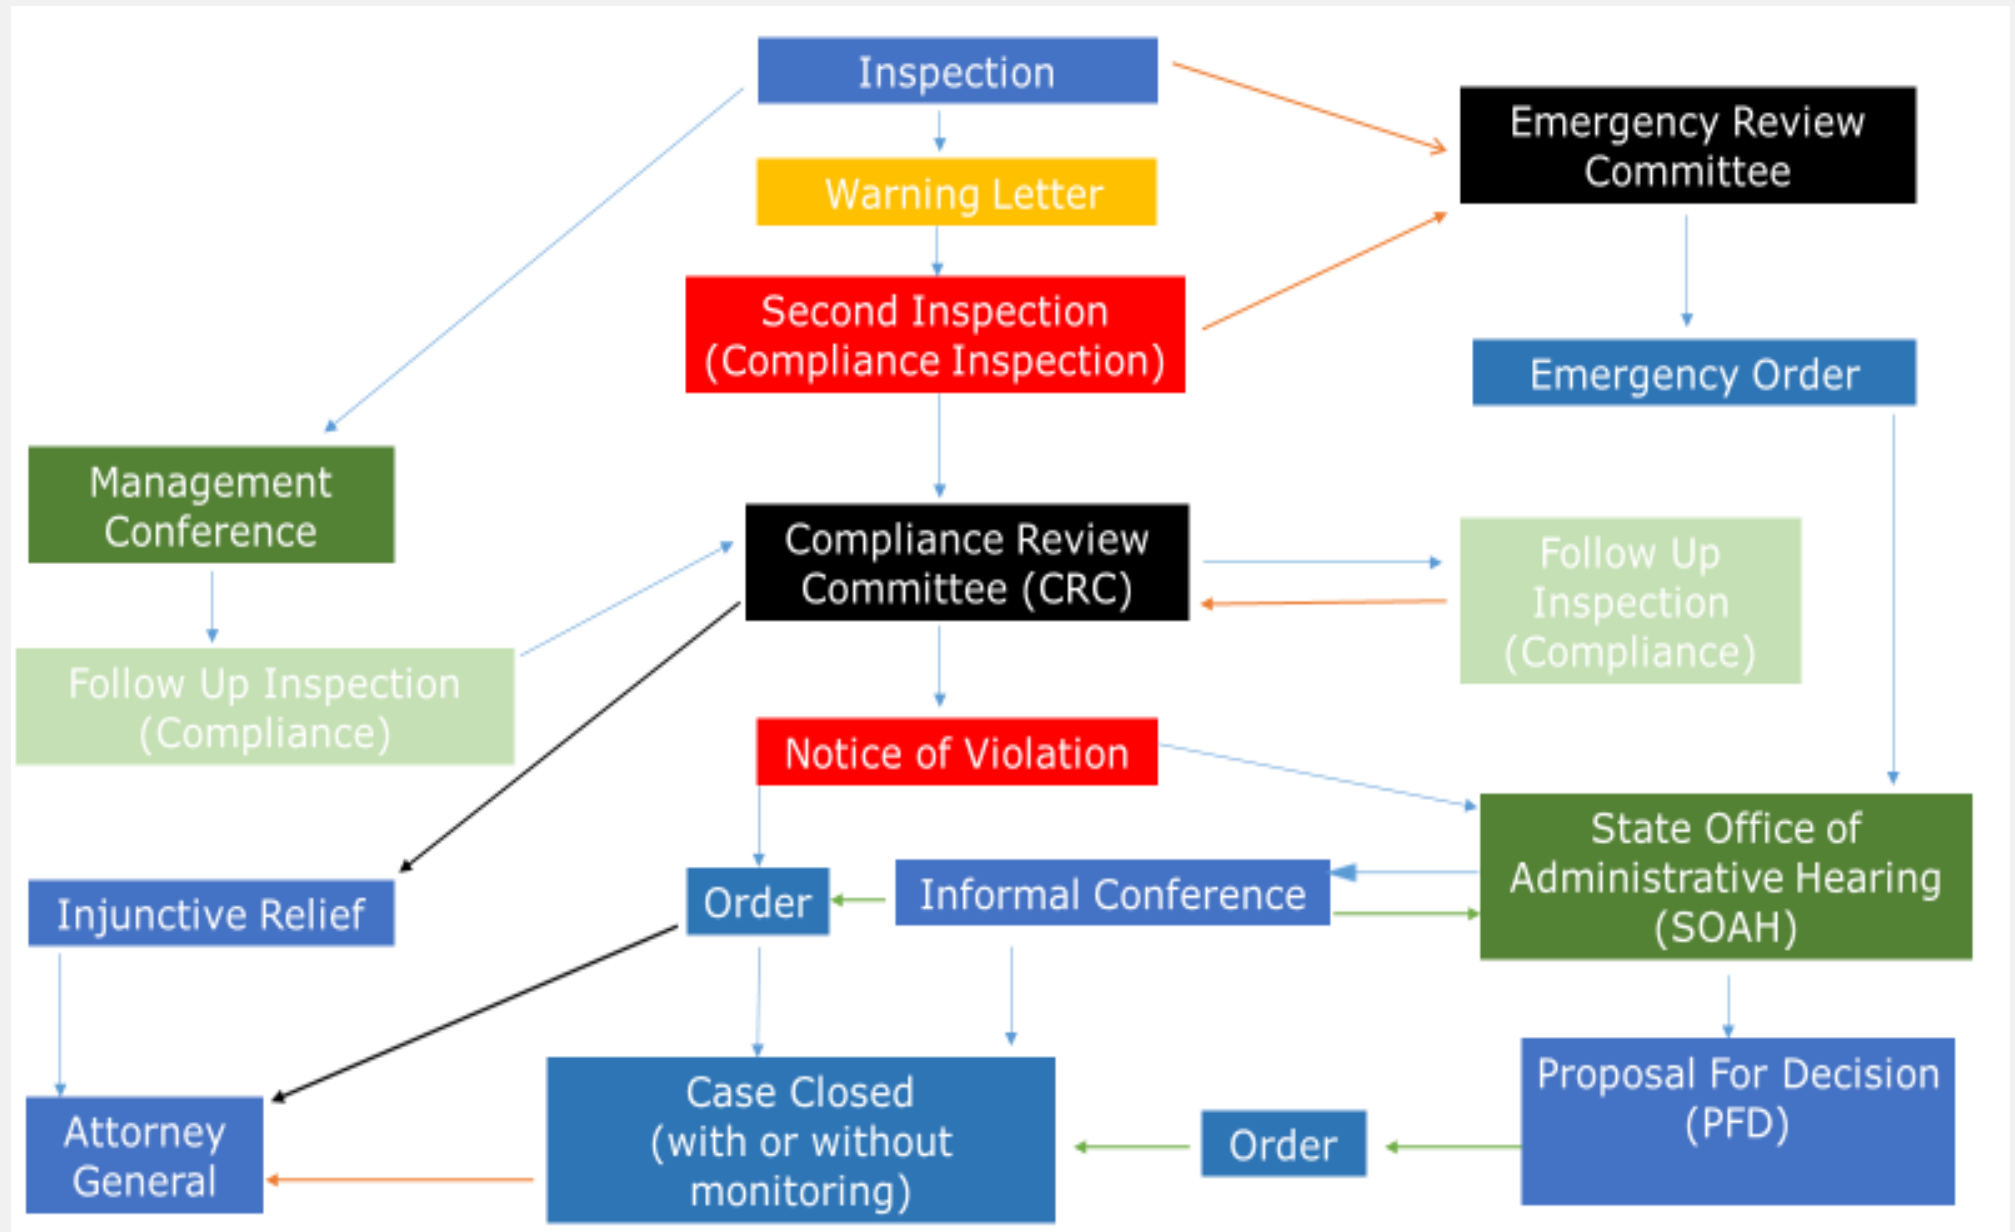 Inspection
Emergency Review
Committee
Warning Letter
Second Inspection
(Compliance Inspection)
Emergency Order
Management
Conference
Compliance Review
Committee (CRC)
Follow Up
Inspection
(Compliance)
Follow Up Inspection
(Compliance)
Notice of Violation
State Office of
Administrative Hearing
(SOAH)
Injunctive Relief
Order
Informal Conference
Proposal For Decision
(PFD)
Case Closed
(with or without
monitoring)
Order
Attorney
General